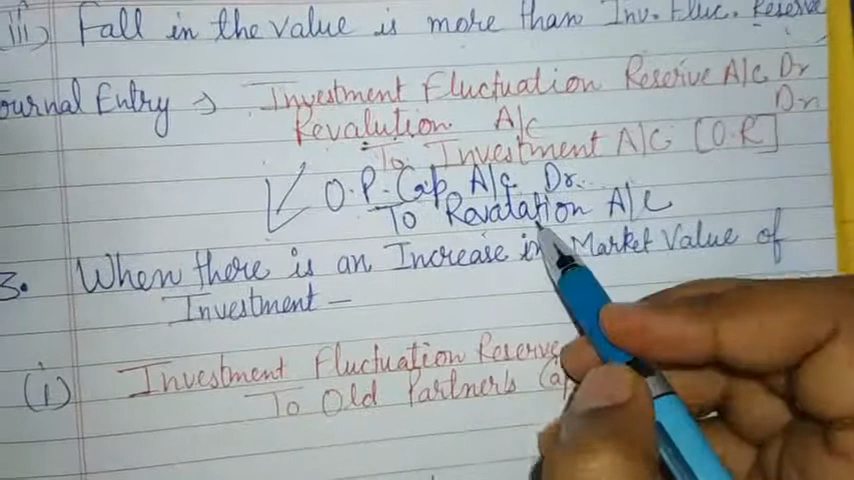 (iii) Fall in the value is more than Inv. Fluc. Reserve
ournal Entry → Investment Fluctuation Reserve A/C Dr
Revalution A/c Dr
To Investment A/C [O.R]
O.P. Cap. A/c Dr.
To Revalation A/C
3. When there is an Increase in Market Value of
Investment –
(i) Investment Fluctuation Reserve
To Old Partner's Cap